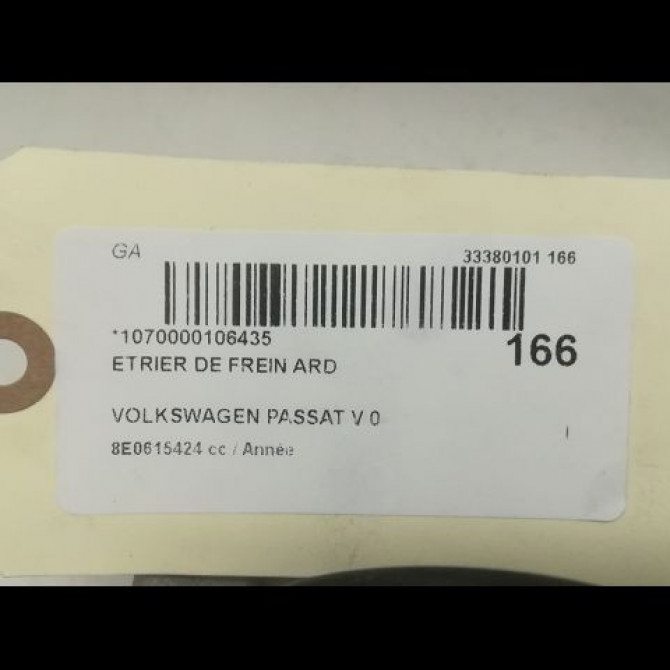 GA
33380101 166
*1070000106435
166
ETRIER DE FREIN ARD
VOLKSWAGEN PASSAT V 0
8E0615424 cc / Année